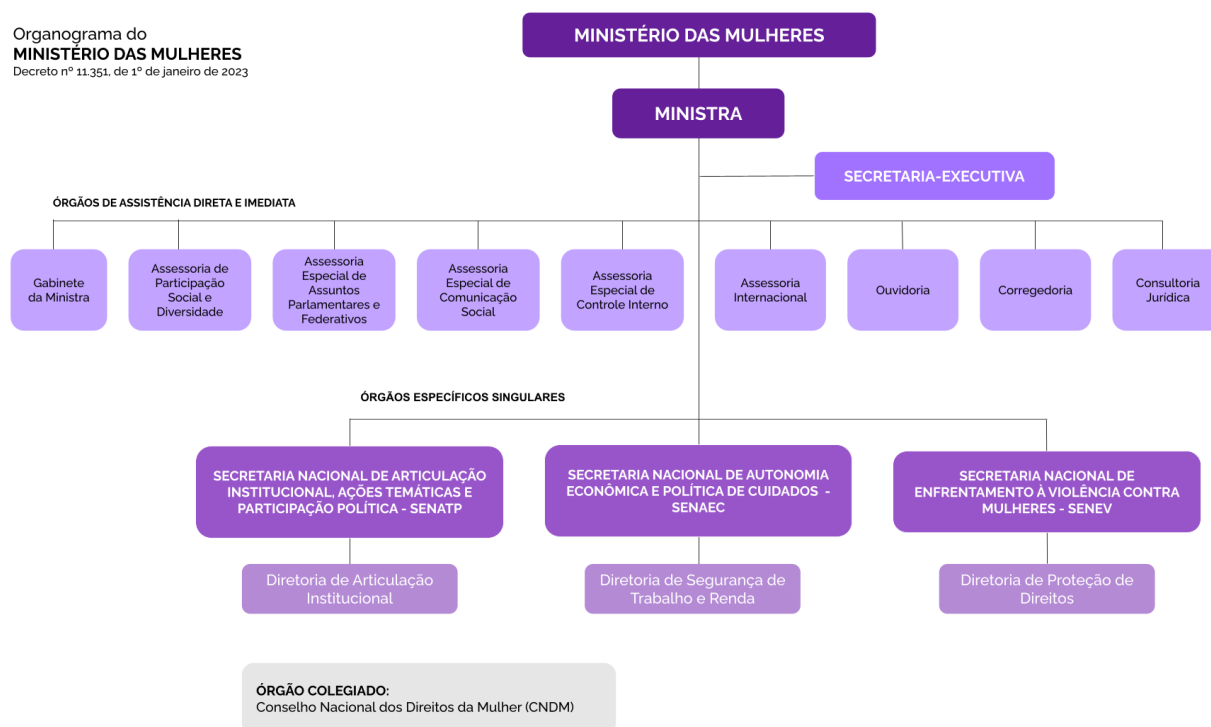 Organograma do
MINISTÉRIO DAS MULHERES
Decreto nº 11.351, de 1º de janeiro de 2023
MINISTÉRIO DAS MULHERES
MINISTRA
SECRETARIA-EXECUTIVA
ÓRGÃOS DE ASSISTÊNCIA DIRETA E IMEDIATA
Gabinete
da Ministra
Assessoria de
Participação
Social e
Diversidade
Assessoria
Especial de
Assuntos
Parlamentares e
Federativos
Assessoria
Especial de
Comunicação
Social
Assessoria
Especial de
Controle Interno
Assessoria
Internacional
Ouvidoria
Corregedoria
Consultoria
Jurídica
ÓRGÃOS ESPECÍFICOS SINGULARES
SECRETARIA NACIONAL DE ARTICULAÇÃO
INSTITUCIONAL, AÇÕES TEMÁTICAS E
PARTICIPAÇÃO POLÍTICA - SENATP
SECRETARIA NACIONAL DE AUTONOMIA
ECONÔMICA E POLÍTICA DE CUIDADOS -
SENAEC
SECRETARIA NACIONAL DE
ENFRENTAMENTO À VIOLÊNCIA CONTRA
MULHERES - SENEV
Diretoria de Articulação
Institucional
Diretoria de Segurança de
Trabalho e Renda
Diretoria de Proteção de
Direitos
ÓRGÃO COLEGIADO:
Conselho Nacional dos Direitos da Mulher (CNDM)